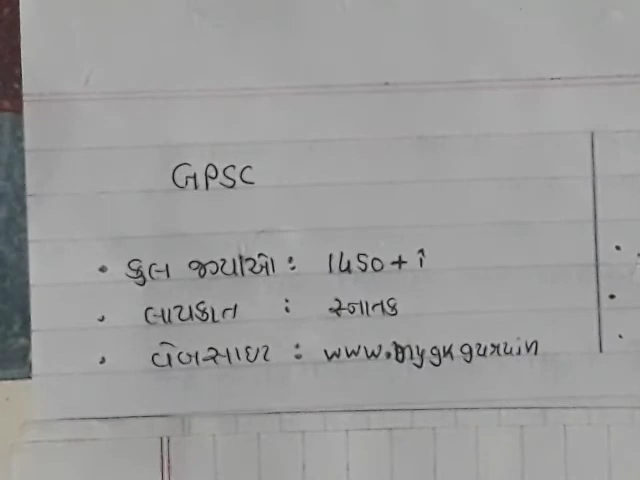 GPSC
• કુલ જગ્યાઓ : 1450+
• લાયકાત : સ્નાતક
• વેબસાઇટ :